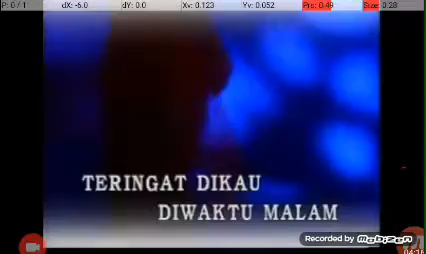 P: 0 / 1 dX: -6.0 dY: 0.0 Xv: 0.123 Yv: 0.052 Prs: 0.49 Size: 0.28
TERINGAT DIKAU
DIWAKTU MALAM
Recorded by Mobizen
04:16